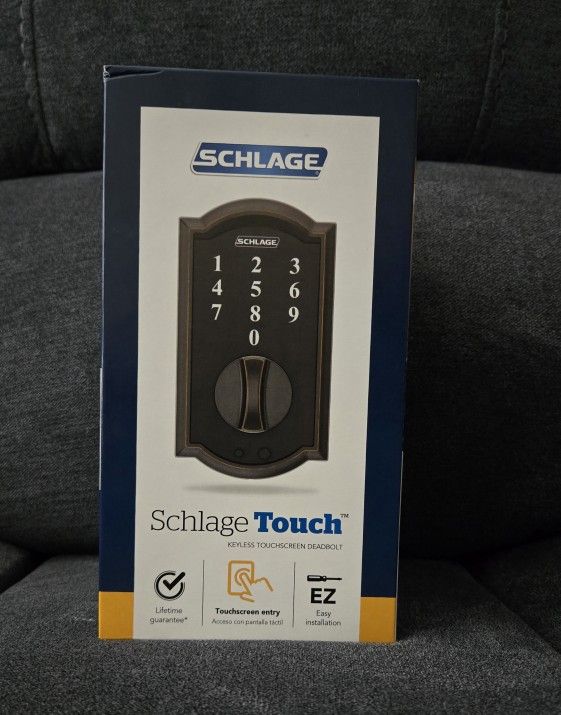 SCHLAGE
SCHLAGE
1 2 3
4 5 6
7 8 9
0
Schlage Touch™
KEYLESS TOUCHSCREEN DEADBOLT
Lifetime
guarantee*
Touchscreen entry
Acceso con pantalla táctil
EZ
Easy
installation